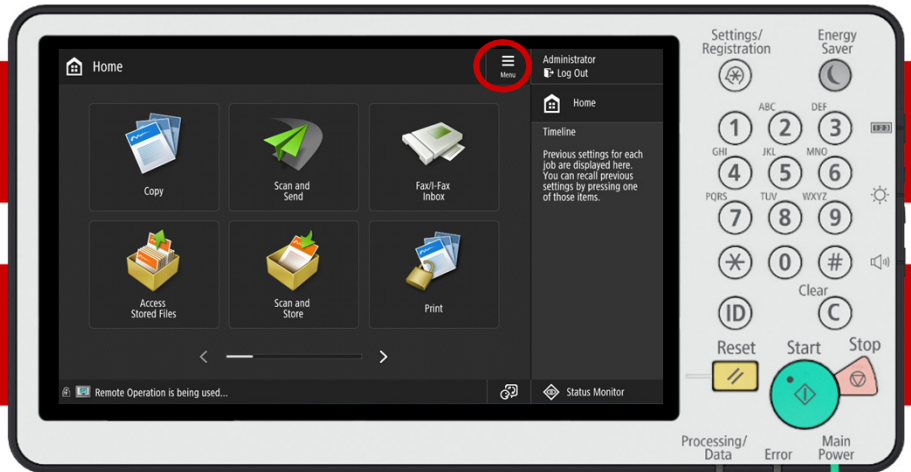 Home
Menu
Administrator
Log Out
Home
Timeline
Previous settings for each
job are displayed here.
You can recall previous
settings by pressing one
of those items.
Copy
Scan and
Send
Fax/I-Fax
Inbox
Access
Stored Files
Scan and
Store
Print
Remote Operation is being used...
Status Monitor
Settings/
Registration
Energy
Saver
ABC DEF
1 2 3
GHI JKL MNO
4 5 6
PQRS TUV WXYZ
7 8 9
* 0 #
Clear
ID C
Reset Start Stop
Processing/
Data
Error
Main
Power